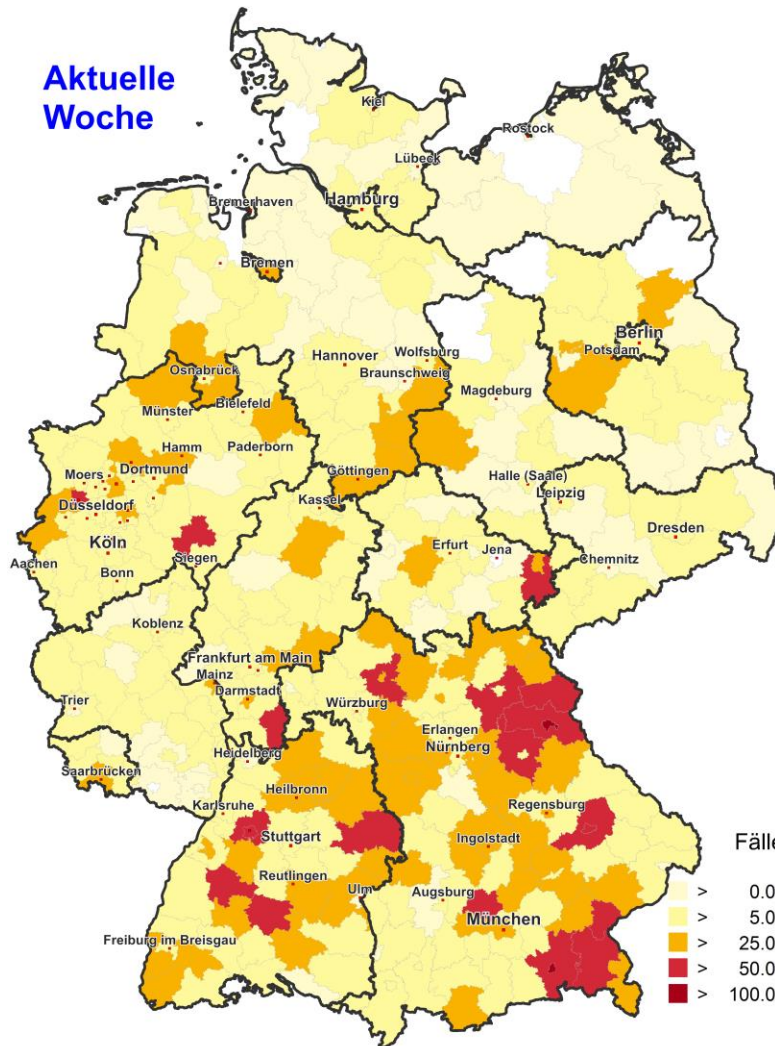 Aktuelle
Woche
Kiel
Rostock
Lübeck
Hamburg
Bremerhaven
Bremen
Berlin
Potsdam
Hannover
Wolfsburg
Braunschweig
Osnabrück
Magdeburg
Bielefeld
Münster
Hamm
Paderborn
Moers
Dortmund
Göttingen
Halle (Saale)
Leipzig
Kassel
Düsseldorf
Dresden
Köln
Siegen
Erfurt
Jena
Chemnitz
Aachen
Bonn
Koblenz
Frankfurt am Main
Mainz
Darmstadt
Trier
Würzburg
Erlangen
Nürnberg
Heidelberg
Saarbrücken
Heilbronn
Karlsruhe
Regensburg
Stuttgart
Ingolstadt
Reutlingen
Ulm
Augsburg
München
Freiburg im Breisgau
Fälle
> 0.0
> 5.0
> 25.0
> 50.0
> 100.0